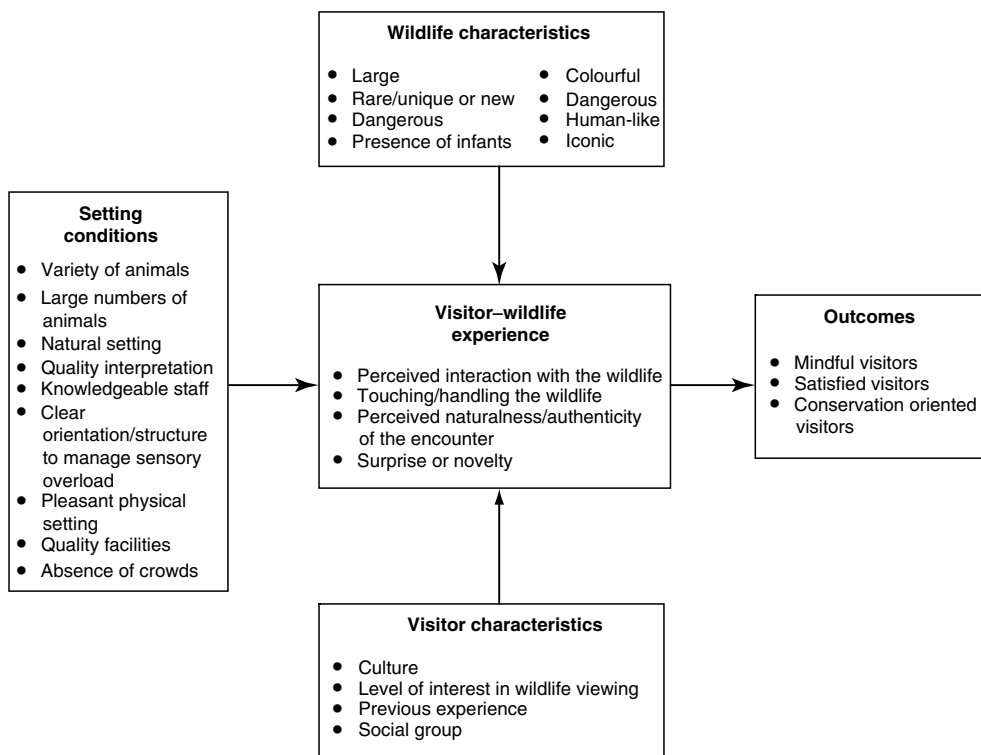 Wildlife characteristics
● Large
● Rare/unique or new
● Dangerous
● Presence of infants
● Colourful
● Dangerous
● Human-like
● Iconic
Setting
conditions
● Variety of animals
● Large numbers of
animals
● Natural setting
● Quality interpretation
● Knowledgeable staff
● Clear
orientation/structure
to manage sensory
overload
● Pleasant physical
setting
● Quality facilities
● Absence of crowds
Visitor–wildlife
experience
● Perceived interaction with the wildlife
● Touching/handling the wildlife
● Perceived naturalness/authenticity
of the encounter
● Surprise or novelty
Outcomes
● Mindful visitors
● Satisfied visitors
● Conservation oriented
visitors
Visitor characteristics
● Culture
● Level of interest in wildlife viewing
● Previous experience
● Social group